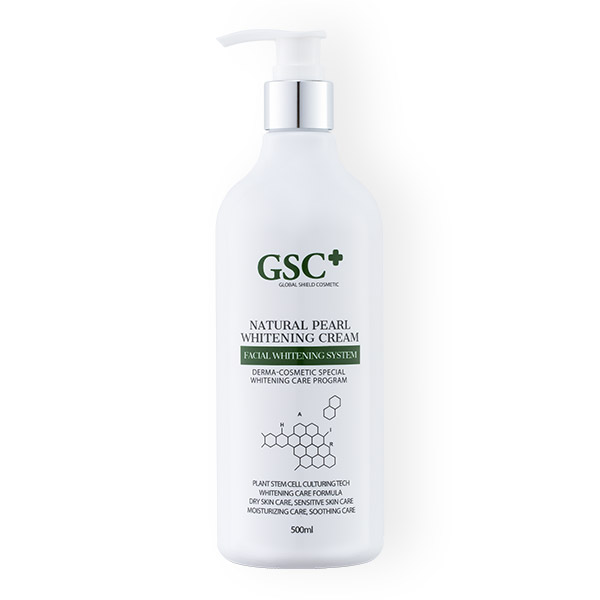 GSC+
GLOBAL SHIELD COSMETIC
NATURAL PEARL
WHITENING CREAM
FACIAL WHITENING SYSTEM
DERMA-COSMETIC SPECIAL
WHITENING CARE PROGRAM
A
H I
R
PLANT STEM CELL CULTURING TECH
WHITENING CARE FORMULA
DRY SKIN CARE, SENSITIVE SKIN CARE
MOISTURIZING CARE, SOOTHING CARE
500ml